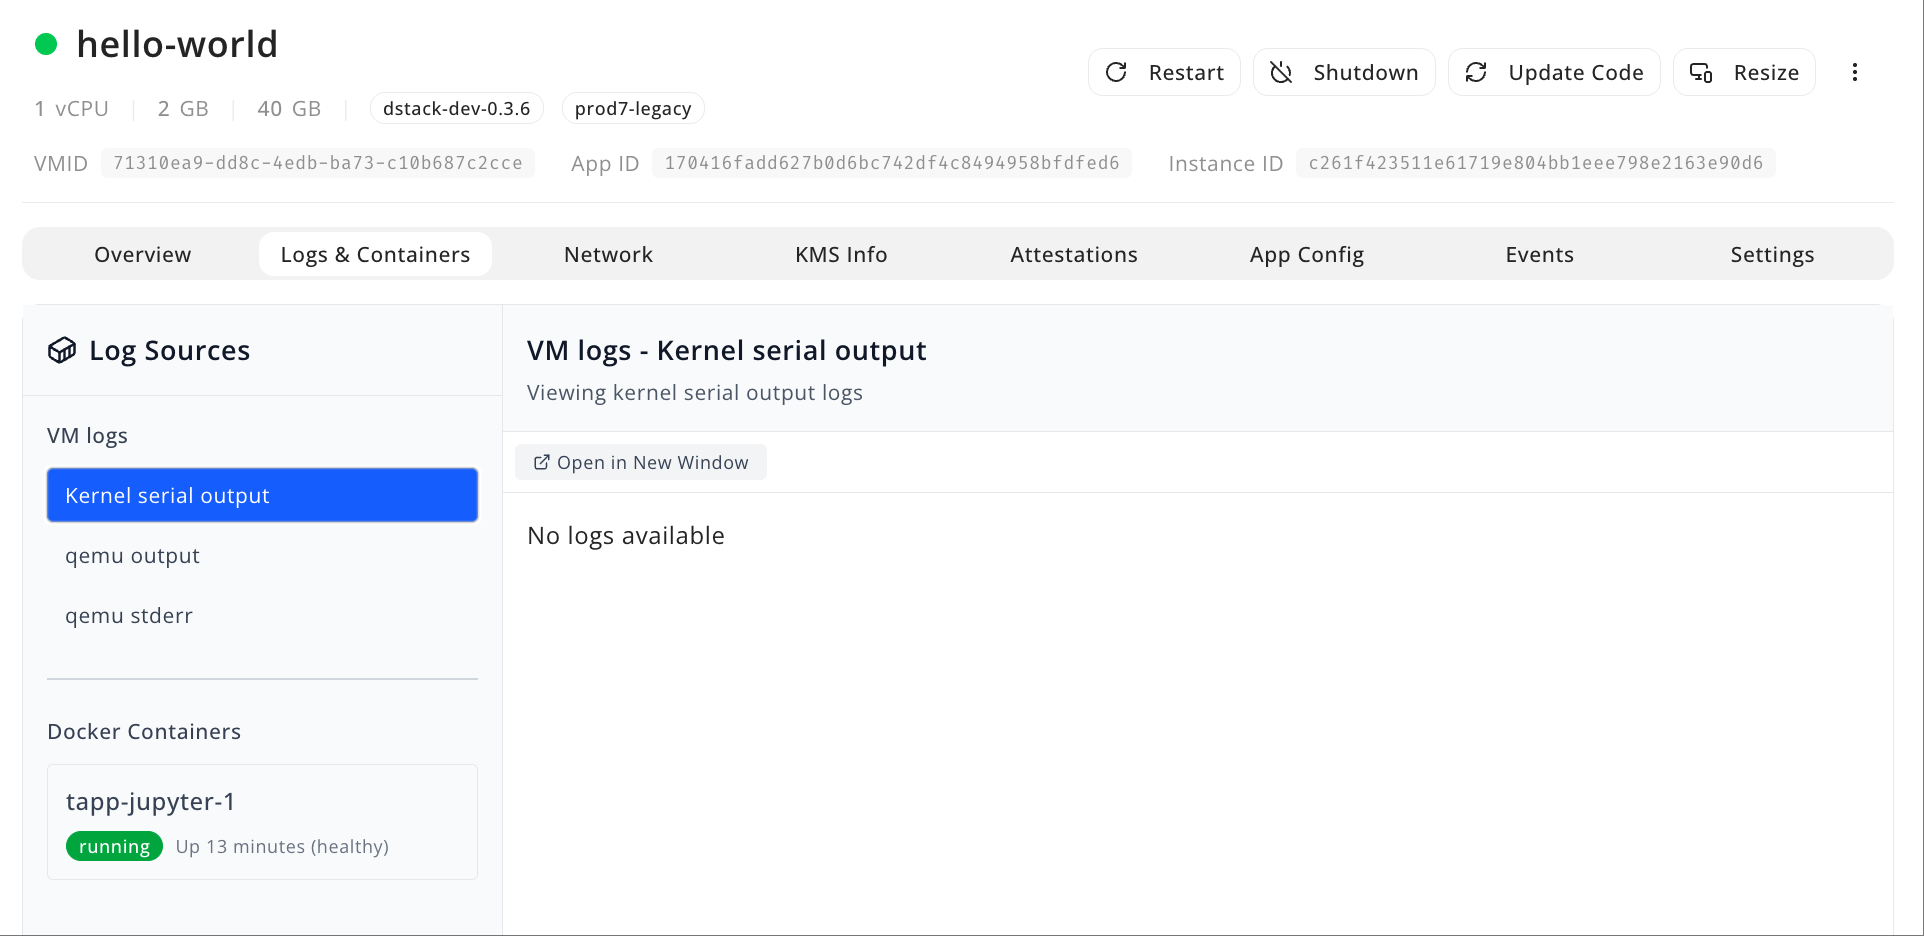 hello-world
Restart
Shutdown
Update Code
Resize
1 vCPU
2 GB
40 GB
dstack-dev-0.3.6
prod7-legacy
VMID 71310ea9-dd8c-4edb-ba73-c10b687c2cce
App ID 170416fadd627b0d6bc742df4c8494958bfdfed6
Instance ID c261f423511e61719e804bb1eee798e2163e90d6
Overview
Logs & Containers
Network
KMS Info
Attestations
App Config
Events
Settings
Log Sources
VM logs
Kernel serial output
qemu output
qemu stderr
Docker Containers
tapp-jupyter-1
running Up 13 minutes (healthy)
VM logs - Kernel serial output
Viewing kernel serial output logs
Open in New Window
No logs available